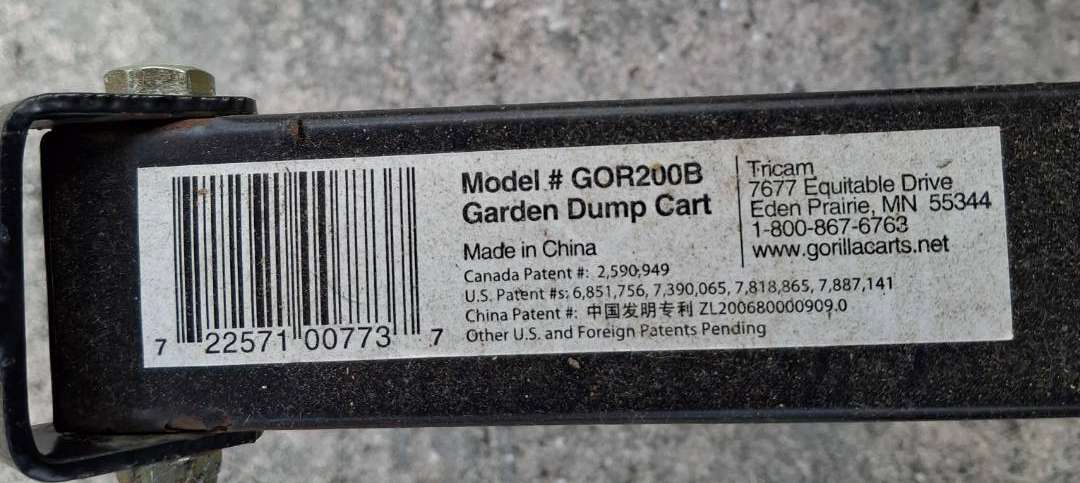 Model # GOR200B
Garden Dump Cart
Made in China
Canada Patent #: 2,590,949
U.S. Patent #s: 6,851,756, 7,390,065, 7,818,865, 7,887,141
China Patent #: 中国发明专利 ZL200680000909.0
Other U.S. and Foreign Patents Pending
Tricam
7677 Equitable Drive
Eden Prairie, MN 55344
1-800-867-6763
www.gorillacarts.net
7 22571 00773 7